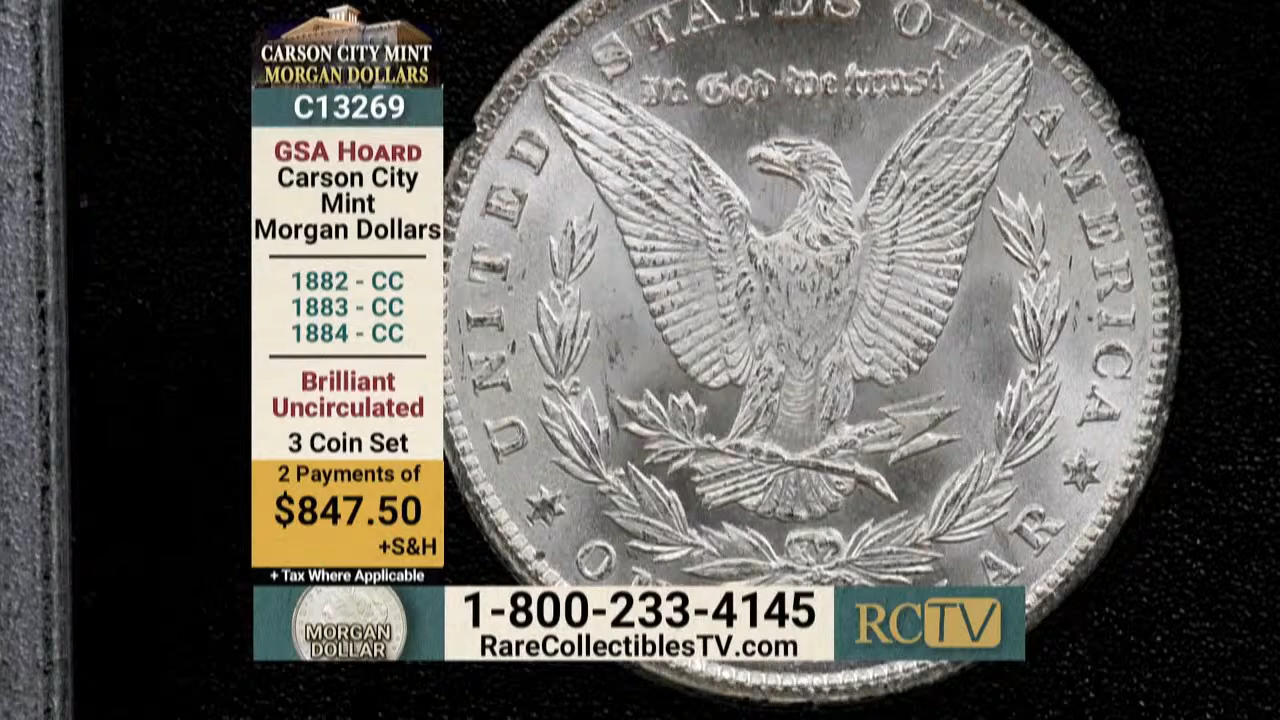 CARSON CITY MINT
MORGAN DOLLARS
C13269
GSA HOARD
Carson City
Mint
Morgan Dollars
1882 - CC
1883 - CC
1884 - CC
Brilliant
Uncirculated
3 Coin Set
2 Payments of
$847.50
+S&H
+ Tax Where Applicable
MORGAN
DOLLAR
1-800-233-4145
RareCollectiblesTV.com
RCTV
UNITED STATES OF AMERICA
In God we trust